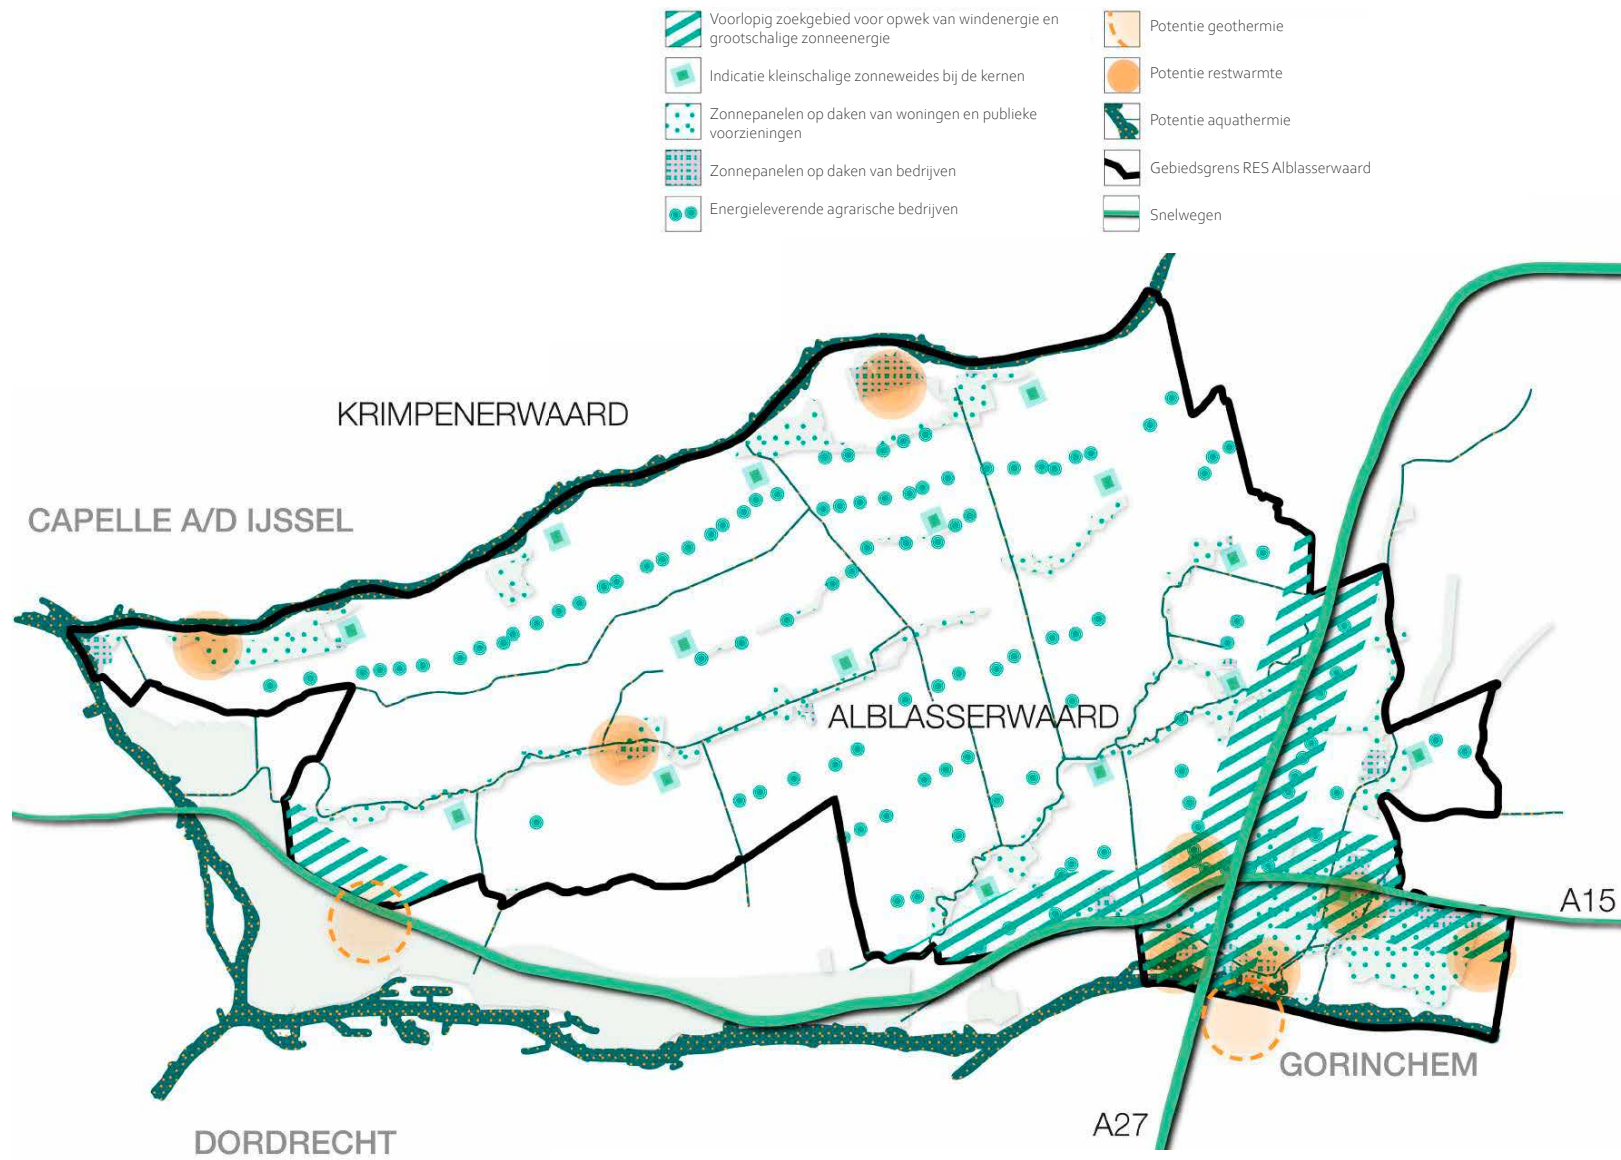 Voorlopig zoekgebied voor opwek van windenergie en
grootschalige zonneenergie
Indicatie kleinschalige zonneweides bij de kernen
Zonnepanelen op daken van woningen en publieke
voorzieningen
Zonnepanelen op daken van bedrijven
Energieleverende agrarische bedrijven
Potentie geothermie
Potentie restwarmte
Potentie aquathermie
Gebiedsgrens RES Alblasserwaard
Snelwegen
KRIMPENERWAARD
CAPELLE A/D IJSSEL
ALBLASSERWAARD
A15
GORINCHEM
A27
DORDRECHT